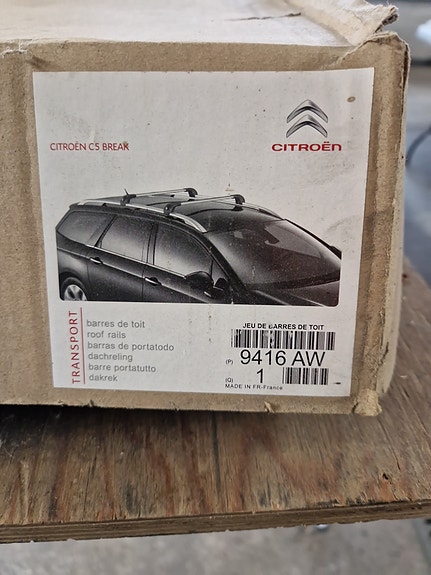 CITROËN C5 BREAK
CITROËN
TRANSPORT
barres de toit
roof rails
barras de portatodo
dachreling
barre portatutto
dakrek
JEU DE BARRES DE TOIT
(P) 9416 AW
(Q) 1
MADE IN FR-France